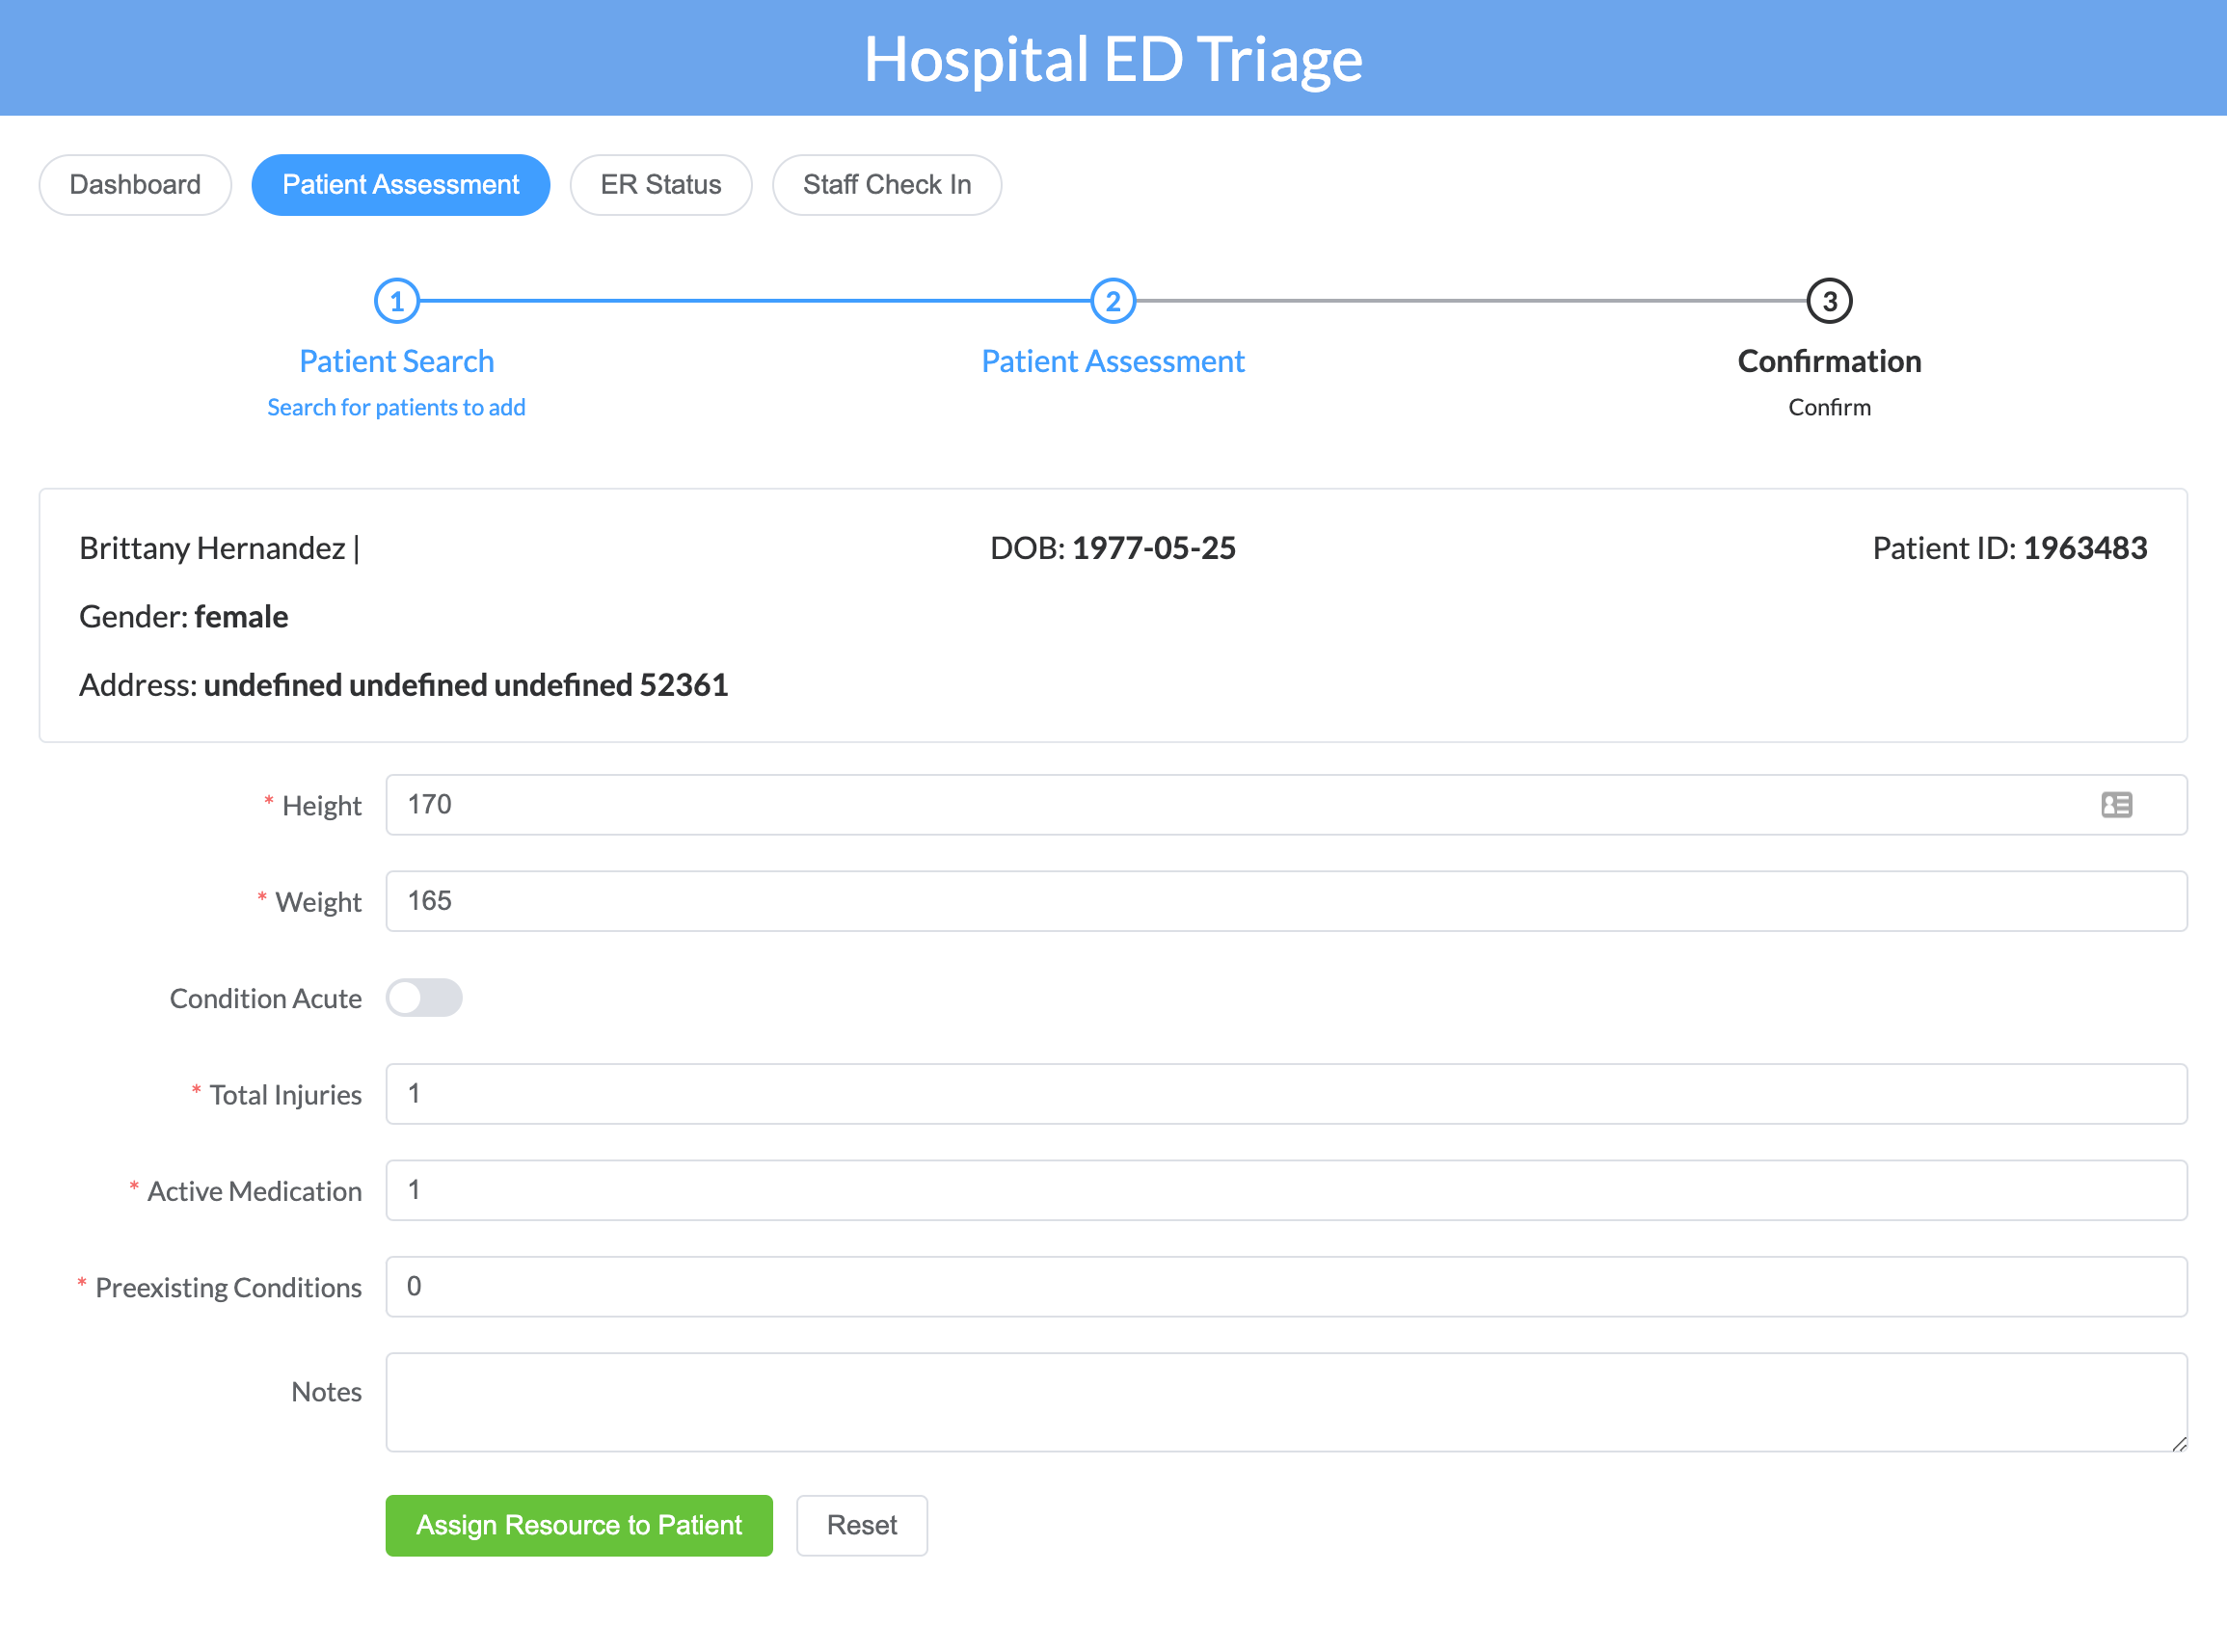 Hospital ED Triage
Dashboard Patient Assessment ER Status Staff Check In
1 2 3
Patient Search Patient Assessment Confirmation
Search for patients to add Confirm
Brittany Hernandez | DOB: 1977-05-25 Patient ID: 1963483
Gender: female
Address: undefined undefined undefined 52361
* Height 170
* Weight 165
Condition Acute
* Total Injuries 1
* Active Medication 1
* Preexisting Conditions 0
Notes
Assign Resource to Patient Reset